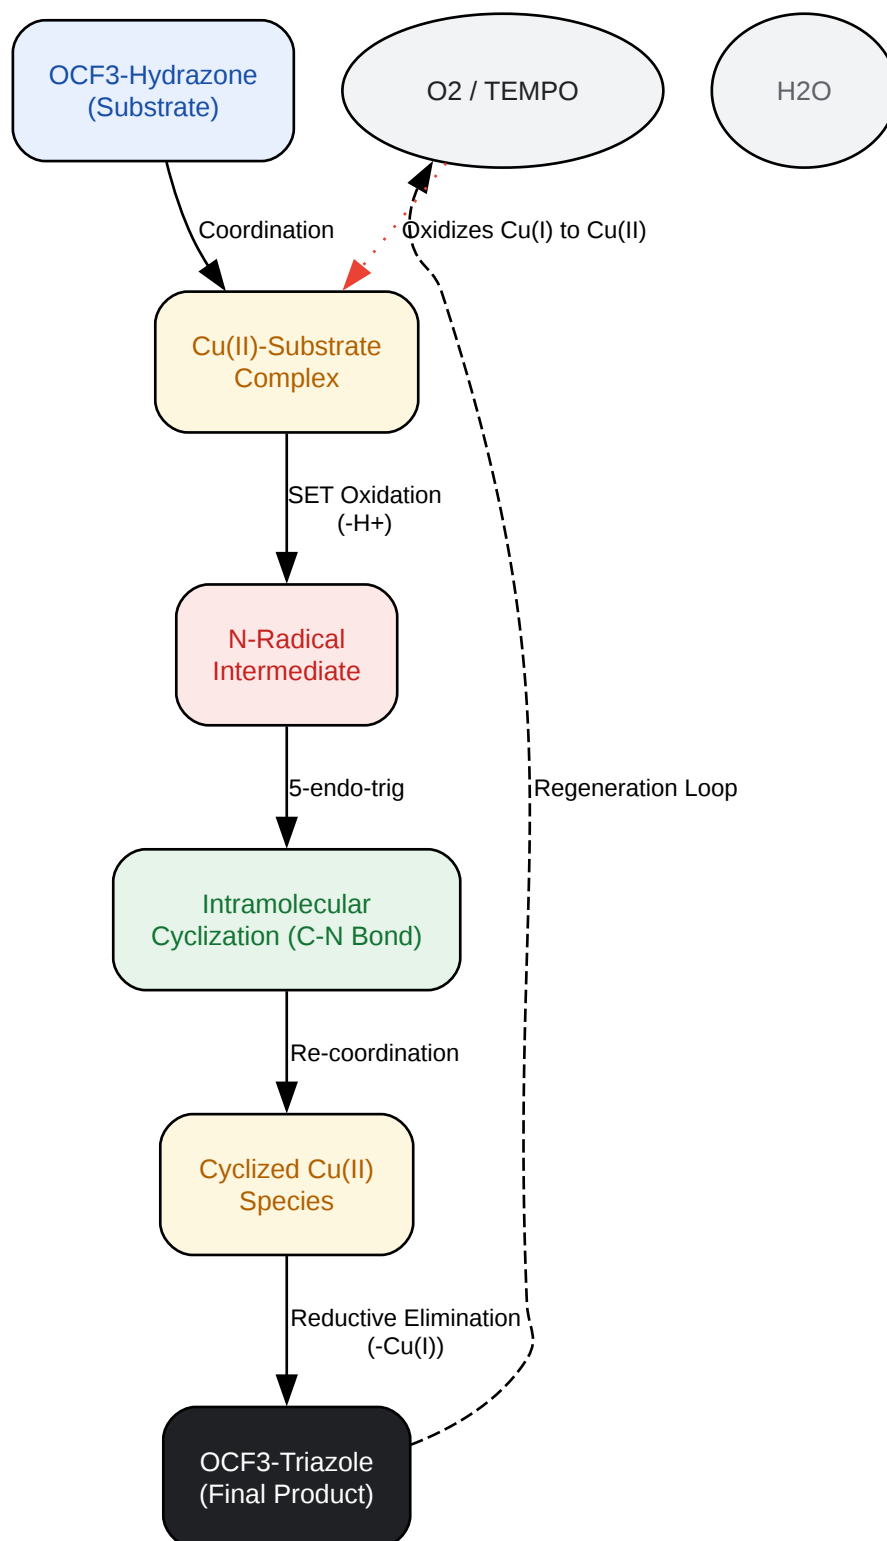 OCF3-Hydrazone
(Substrate)
O2 / TEMPO
H2O
Coordination
Oxidizes Cu(I) to Cu(II)
Cu(II)-Substrate
Complex
SET Oxidation
(-H+)
N-Radical
Intermediate
5-endo-trig
Regeneration Loop
Intramolecular
Cyclization (C-N Bond)
Re-coordination
Cyclized Cu(II)
Species
Reductive Elimination
(-Cu(I))
OCF3-Triazole
(Final Product)